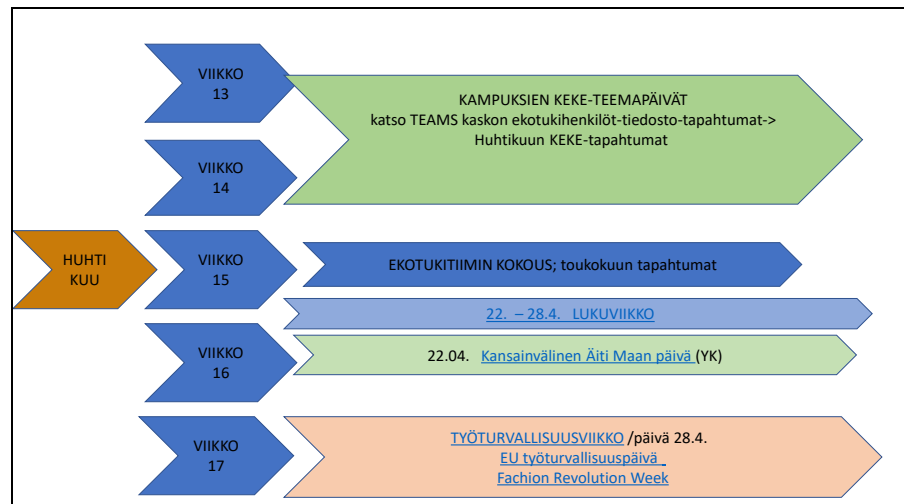 VIIKKO
13
KAMPUKSIEN KEKE-TEEMAPÄIVÄT
katso TEAMS kaskon ekotukihenkilöt-tiedosto-tapahtumat->
Huhtikuun KEKE-tapahtumat
VIIKKO
14
HUHTI
KUU
VIIKKO
15
EKOTUKITIIMIN KOKOUS; toukokuun tapahtumat
22. – 28.4. LUKUVIIKKO
VIIKKO
16
22.04. Kansainvälinen Äiti Maan päivä (YK)
VIIKKO
17
TYÖTURVALLISUUSVIIKKO /päivä 28.4.
EU työturvallisuuspäivä
Fachion Revolution Week